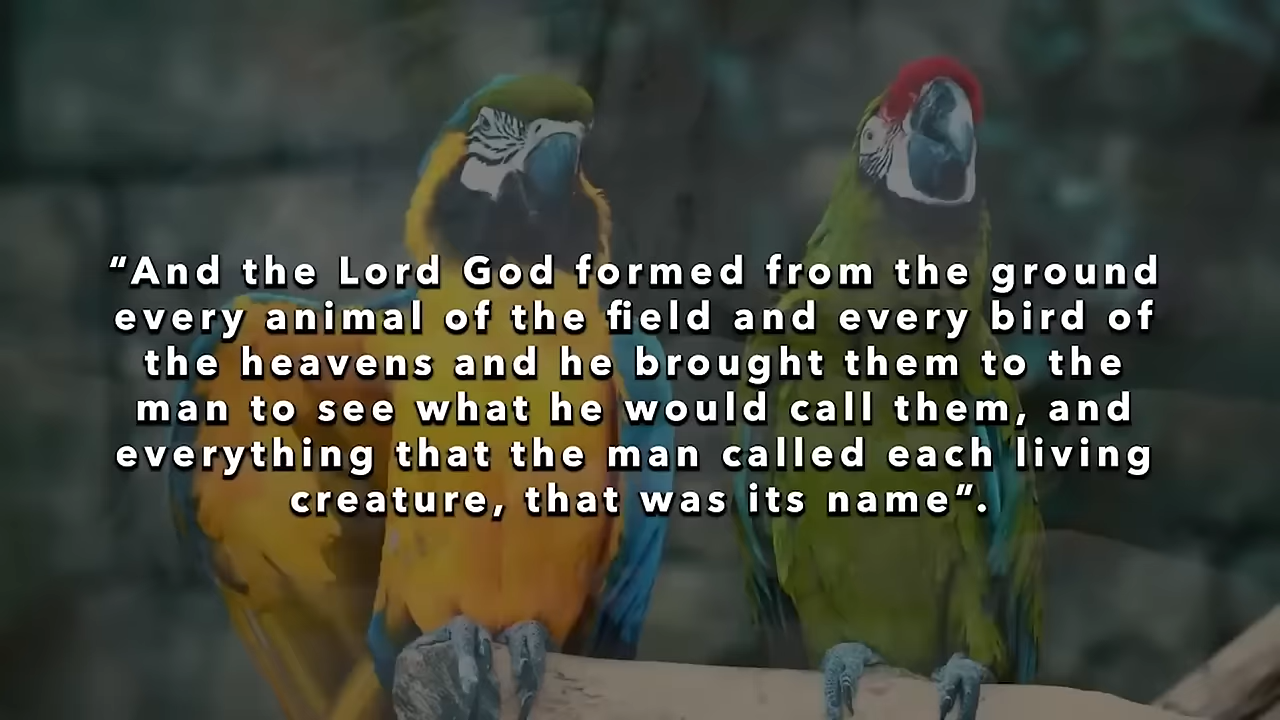 “And the Lord God formed from the ground
every animal of the field and every bird of
the heavens and he brought them to the
man to see what he would call them, and
everything that the man called each living
creature, that was its name”.